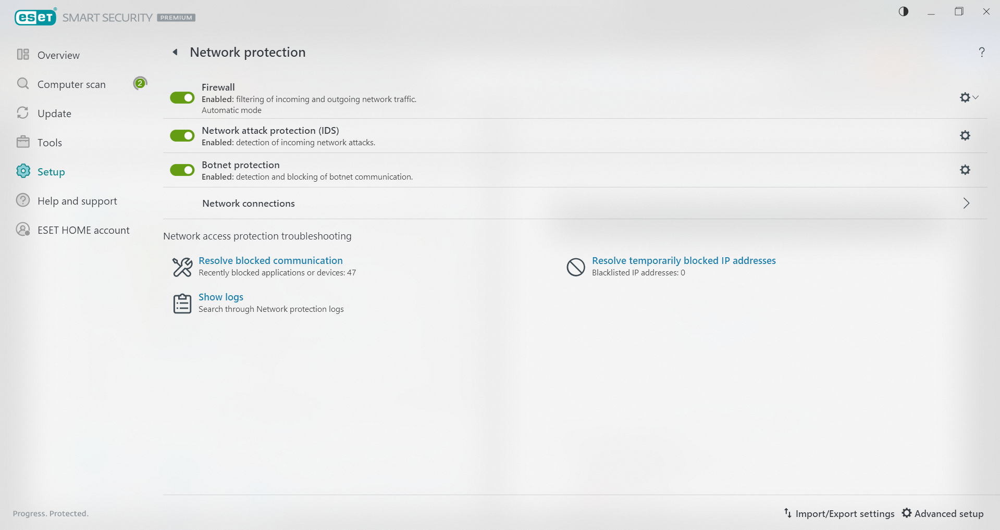 eset® SMART SECURITY PREMIUM
Overview
Computer scan 2
Update
Tools
Setup
Help and support
ESET HOME account
Network protection
?
Firewall
Enabled: filtering of incoming and outgoing network traffic.
Automatic mode
Network attack protection (IDS)
Enabled: detection of incoming network attacks.
Botnet protection
Enabled: detection and blocking of botnet communication.
Network connections
Network access protection troubleshooting
Resolve blocked communication
Recently blocked applications or devices: 47
Resolve temporarily blocked IP addresses
Blacklisted IP addresses: 0
Show logs
Search through Network protection logs
Progress. Protected.
Import/Export settings
Advanced setup